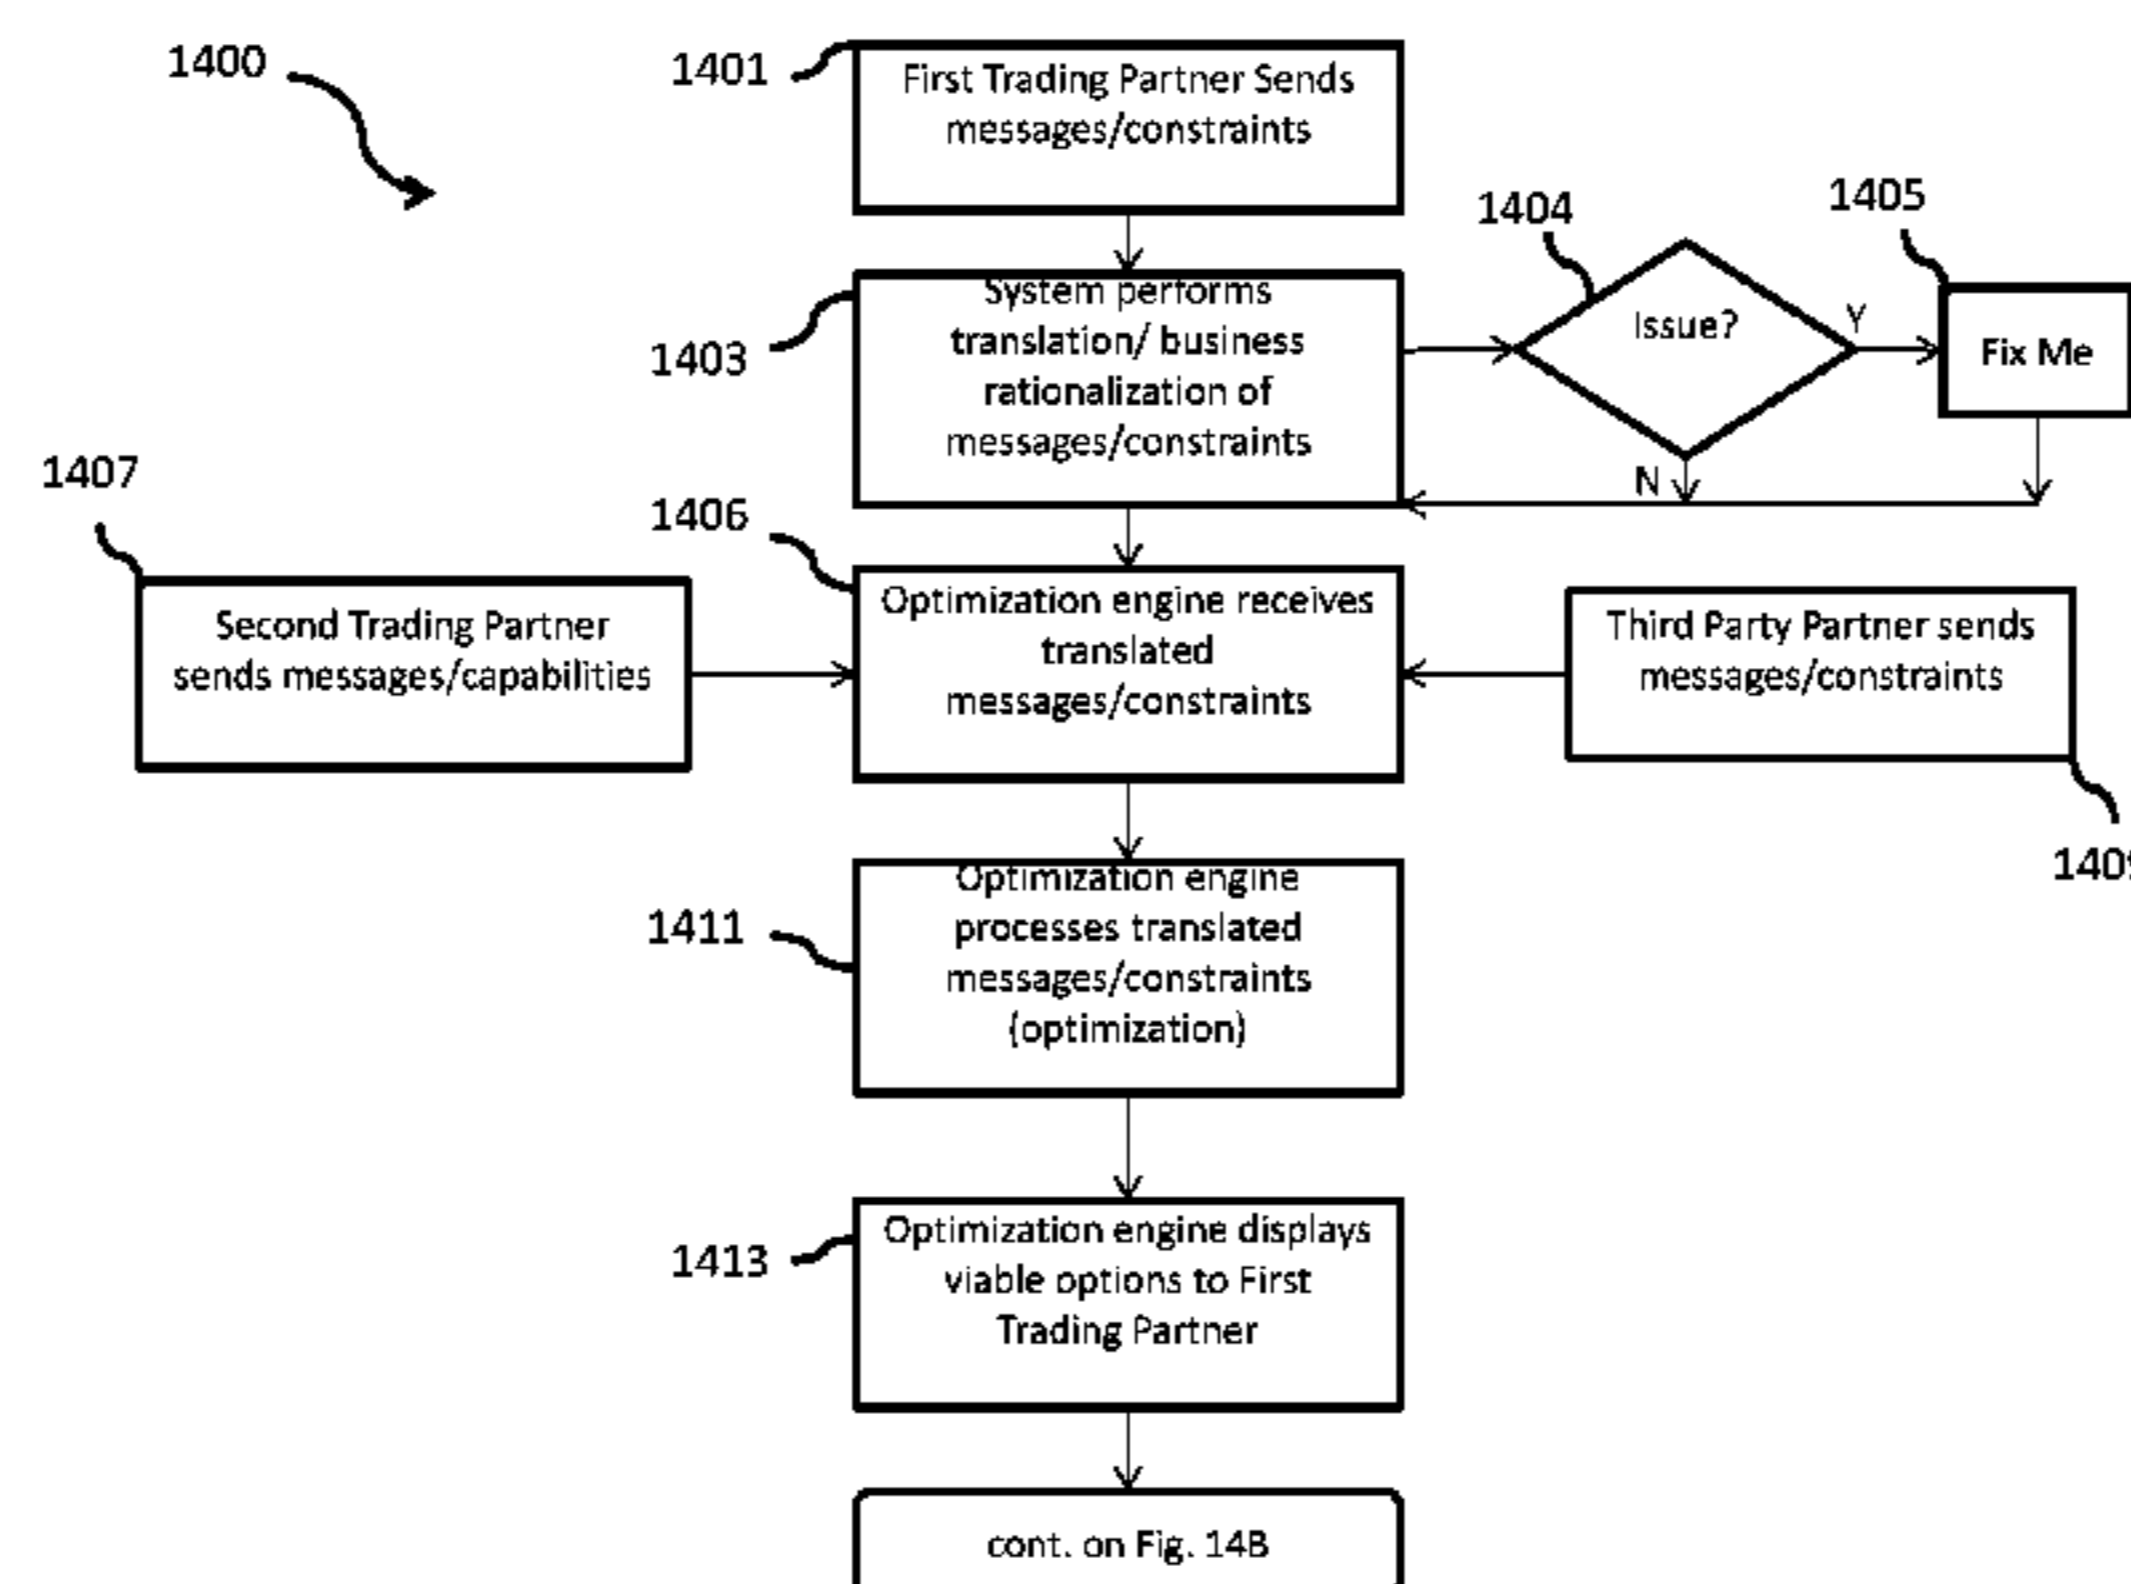 1400
1401
First Trading Partner Sends
messages/constraints
1404
1405
1403
System performs
translation/ business
rationalization of
messages/constraints
Issue?
Y
Fix Me
N
1407
1406
Second Trading Partner
sends messages/capabilities
Optimization engine receives
translated
messages/constraints
Third Party Partner sends
messages/constraints
1409
1411
Optimization engine
processes translated
messages/constraints
(optimization)
1413
Optimization engine displays
viable options to First
Trading Partner
cont. on Fig. 14B